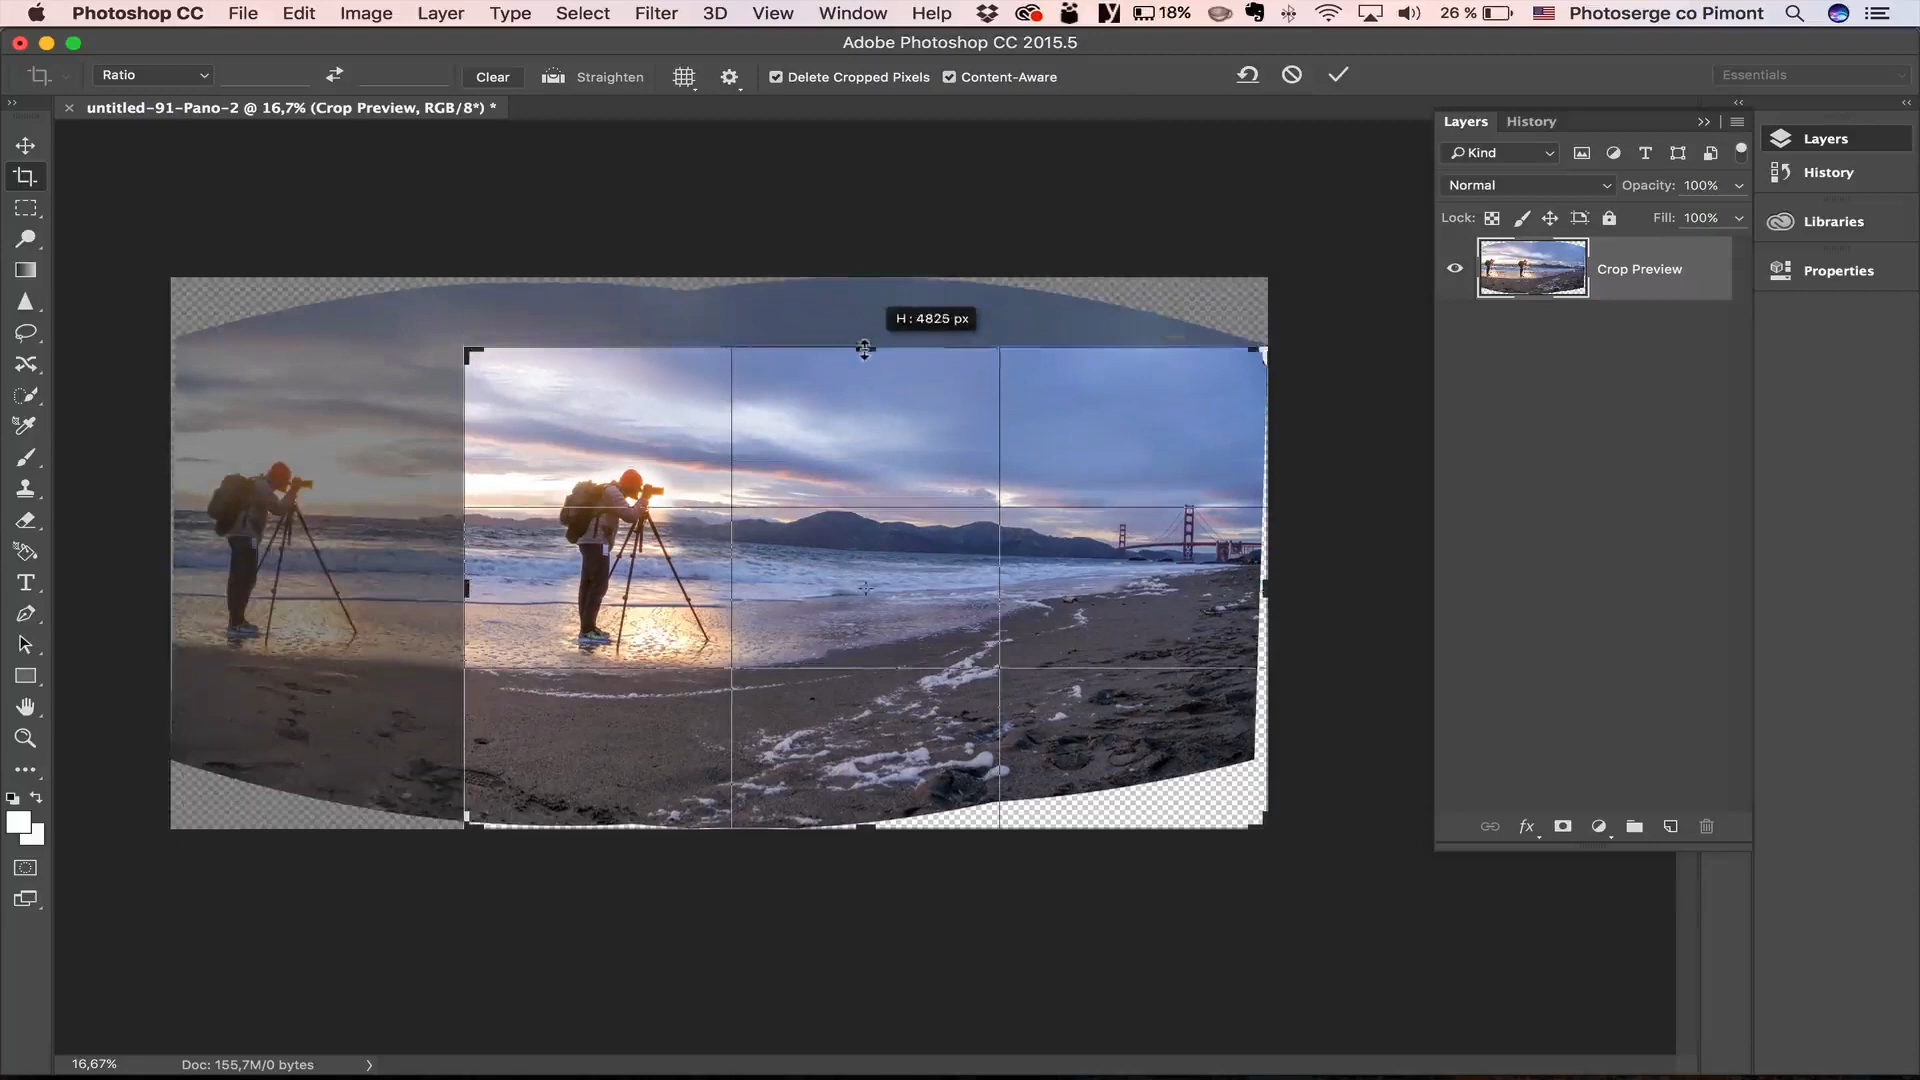 Photoshop CC File Edit Image Layer Type Select Filter 3D View Window Help 18% 26 % Photoserge co Pimont
Adobe Photoshop CC 2015.5
Ratio Clear Straighten Delete Cropped Pixels Content-Aware Essentials
untitled-91-Pano-2 @ 16,7% (Crop Preview, RGB/8*) *
Layers History
Layers
Kind
History
Normal Opacity: 100%
Lock: Fill: 100%
Libraries
Crop Preview
Properties
H : 4825 px
fx
16,67% Doc: 155,7M/0 bytes